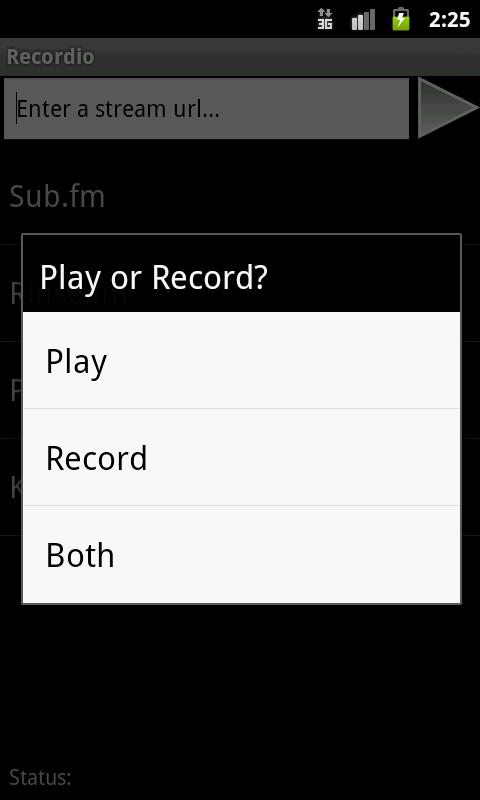 3G 2:25
Recordio
Enter a stream url...
Sub.fm
Play or Record?
Play
Record
Both
Status: